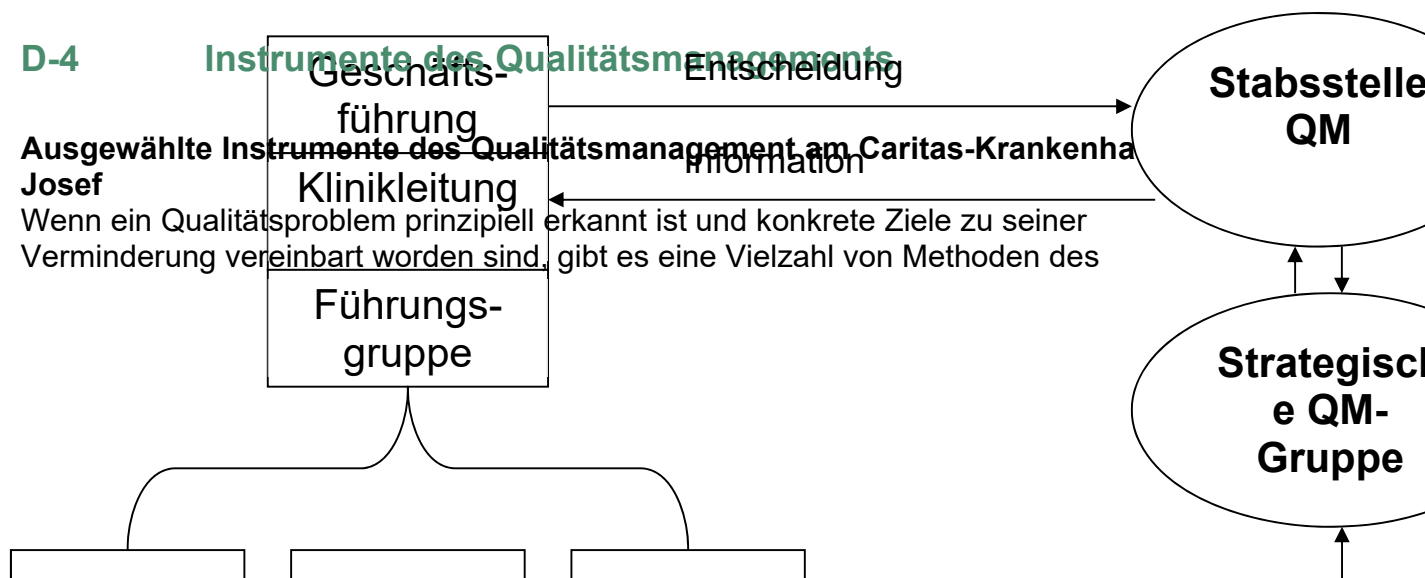 D-4 Instrumente des Qualitätsmanagements
Ausgewählte Instrumente des Qualitätsmanagement am Caritas-Krankenha
Josef
Wenn ein Qualitätsproblem prinzipiell erkannt ist und konkrete Ziele zu seiner
Verminderung vereinbart worden sind, gibt es eine Vielzahl von Methoden des
Geschäfts-
führung
Klinikleitung
Führungs-
gruppe
Entscheidung
Information
Stabsstelle
QM
Strategisch
e QM-
Gruppe